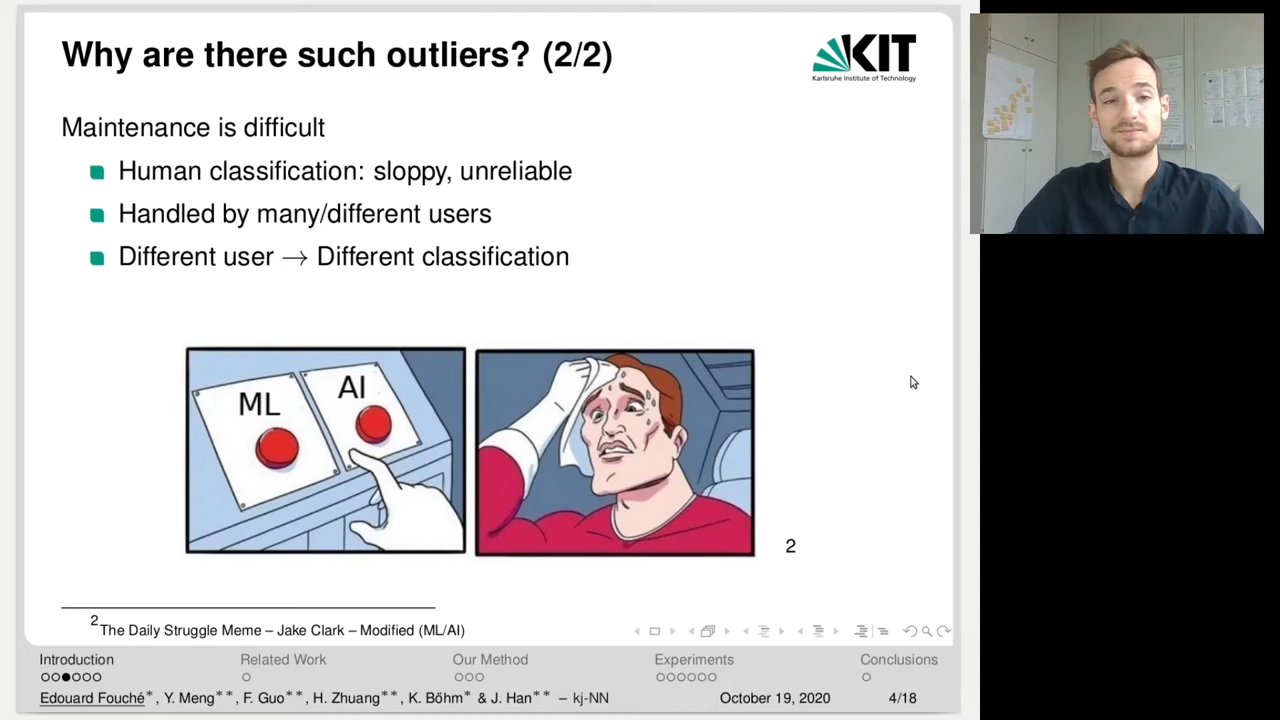 Why are there such outliers? (2/2)
KIT
Karlsruhe Institute of Technology
Maintenance is difficult
Human classification: sloppy, unreliable
Handled by many/different users
Different user → Different classification
ML
AI
2
2The Daily Struggle Meme – Jake Clark – Modified (ML/AI)
Introduction Related Work Our Method Experiments Conclusions
Edouard Fouché*, Y. Meng**, F. Guo**, H. Zhuang**, K. Böhm* & J. Han** – kj-NN October 19, 2020 4/18